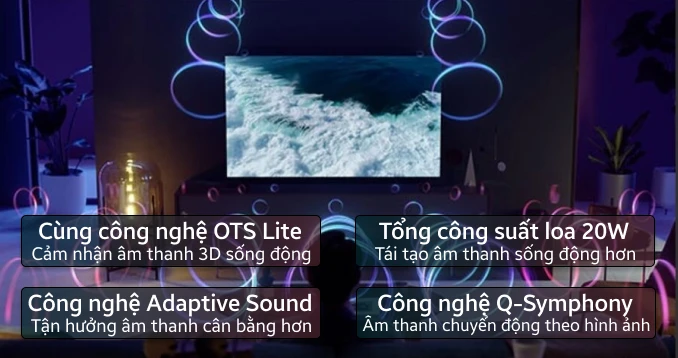 Cùng công nghệ OTS Lite
Cảm nhận âm thanh 3D sống động
Tổng công suất loa 20W
Tái tạo âm thanh sống động hơn
Công nghệ Adaptive Sound
Tận hưởng âm thanh cân bằng hơn
Công nghệ Q-Symphony
Âm thanh chuyển động theo hình ảnh